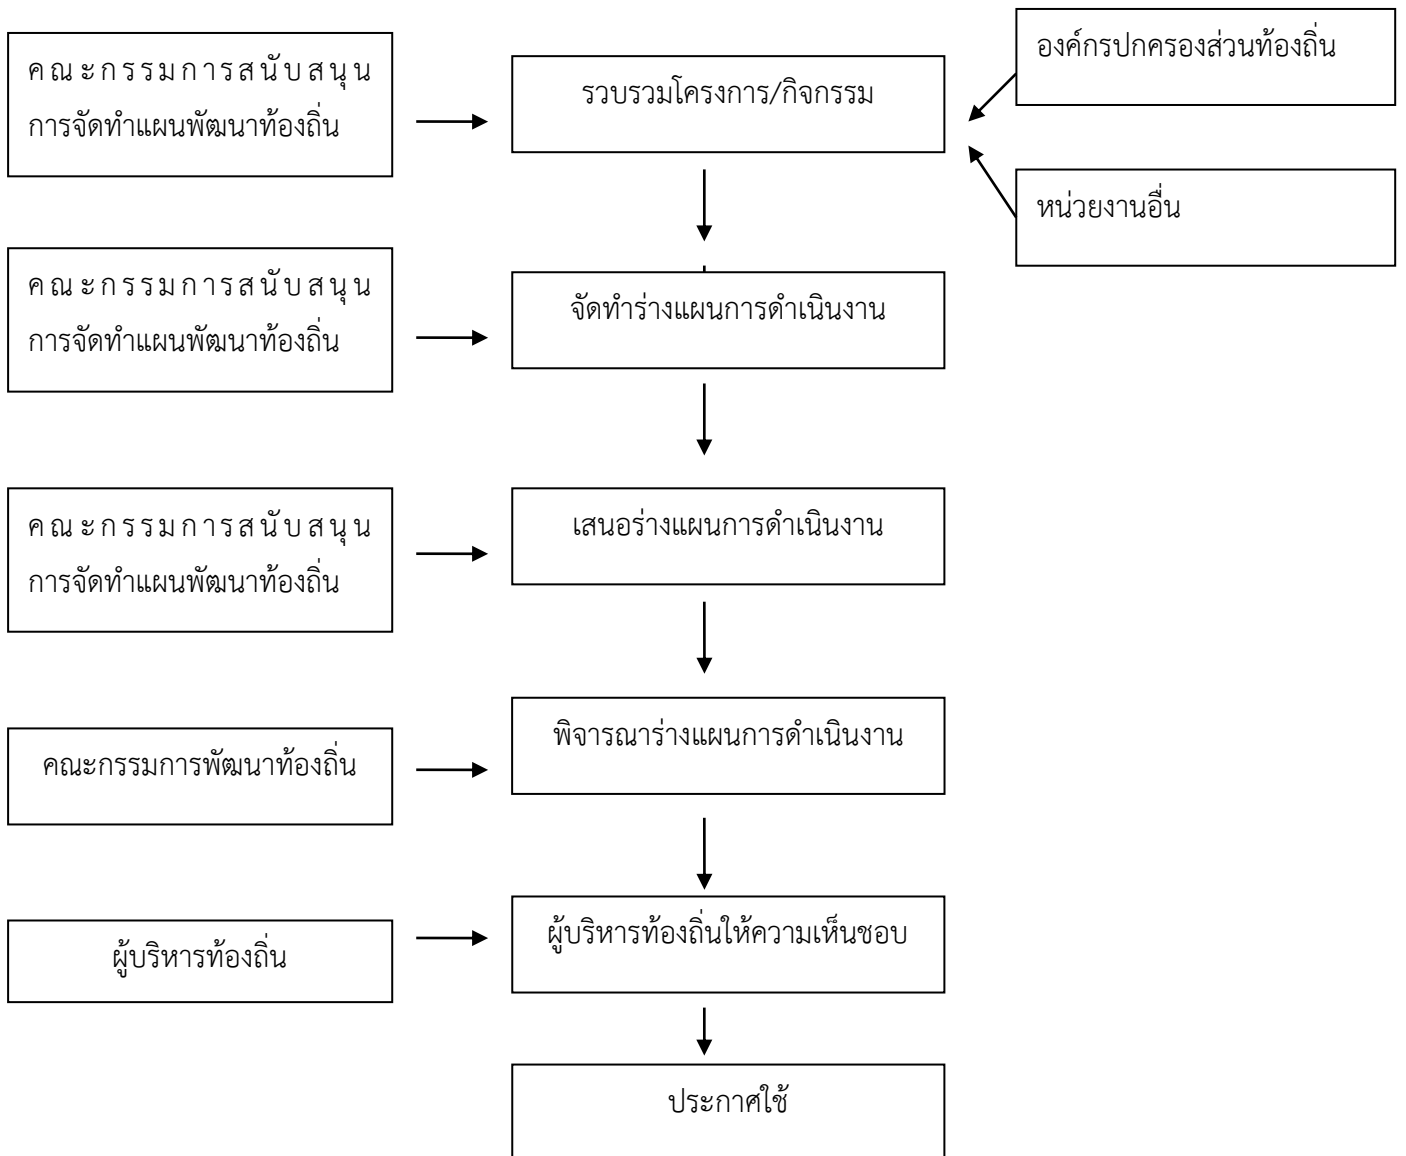 องค์กรปกครองส่วนท้องถิ่น
คณะกรรมการสนับสนุน
การจัดทำแผนพัฒนาท้องถิ่น
รวบรวมโครงการ/กิจกรรม
หน่วยงานอื่น
คณะกรรมการสนับสนุน
การจัดทำแผนพัฒนาท้องถิ่น
จัดทำร่างแผนการดำเนินงาน
คณะกรรมการสนับสนุน
การจัดทำแผนพัฒนาท้องถิ่น
เสนอร่างแผนการดำเนินงาน
คณะกรรมการพัฒนาท้องถิ่น
พิจารณาร่างแผนการดำเนินงาน
ผู้บริหารท้องถิ่น
ผู้บริหารท้องถิ่นให้ความเห็นชอบ
ประกาศใช้